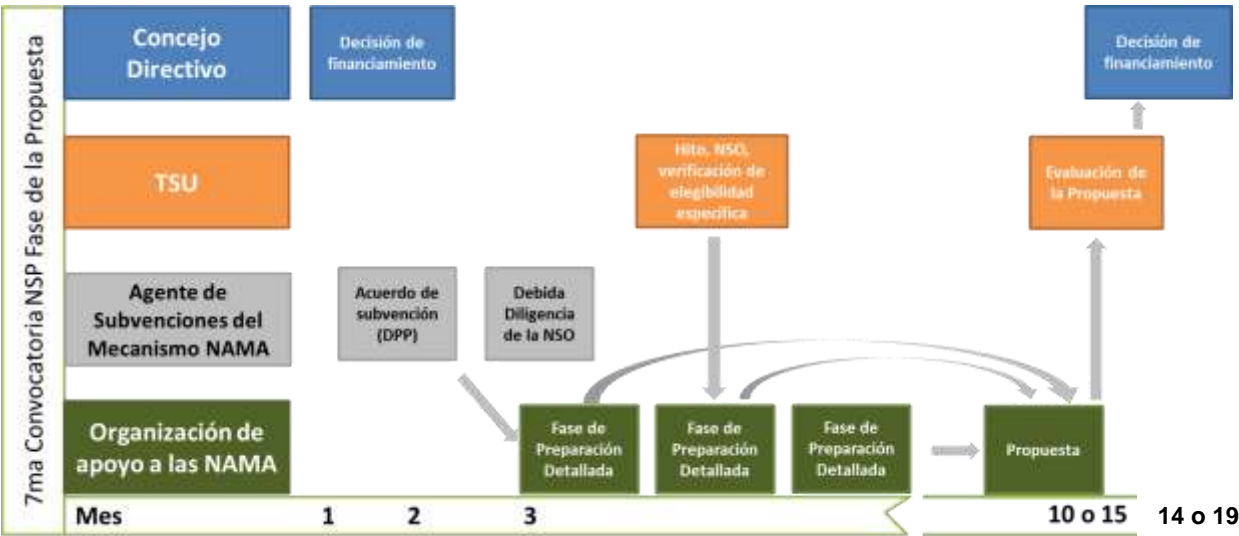 7ma Convocatoria NSP Fase de la Propuesta
Concejo
Directivo
Decisión de
financiamiento
Decisión de
financiamiento
TSU
Hito, NSO,
verificación de
elegibilidad
específica
Evaluación de
la Propuesta
Agente de
Subvenciones del
Mecanismo NAMA
Acuerdo de
subvención
(DPP)
Debida
Diligencia
de la NSO
Organización de
apoyo a las NAMA
Fase de
Preparación
Detallada
Fase de
Preparación
Detallada
Fase de
Preparación
Detallada
Propuesta
Mes 1 2 3 10 o 15 14 o 19